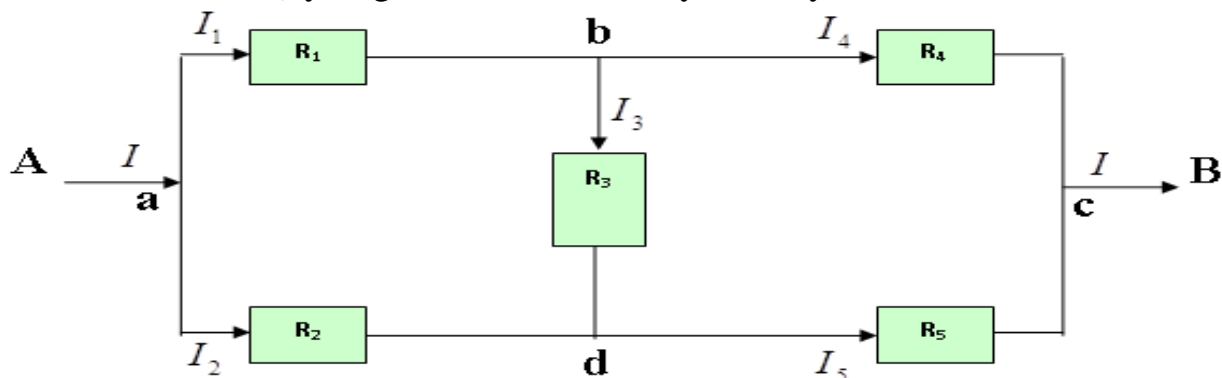 I₁ R₁ b I₄ R₄
I₃
A I a R₃ I B
c
I₂ R₂ d I₅ R₅